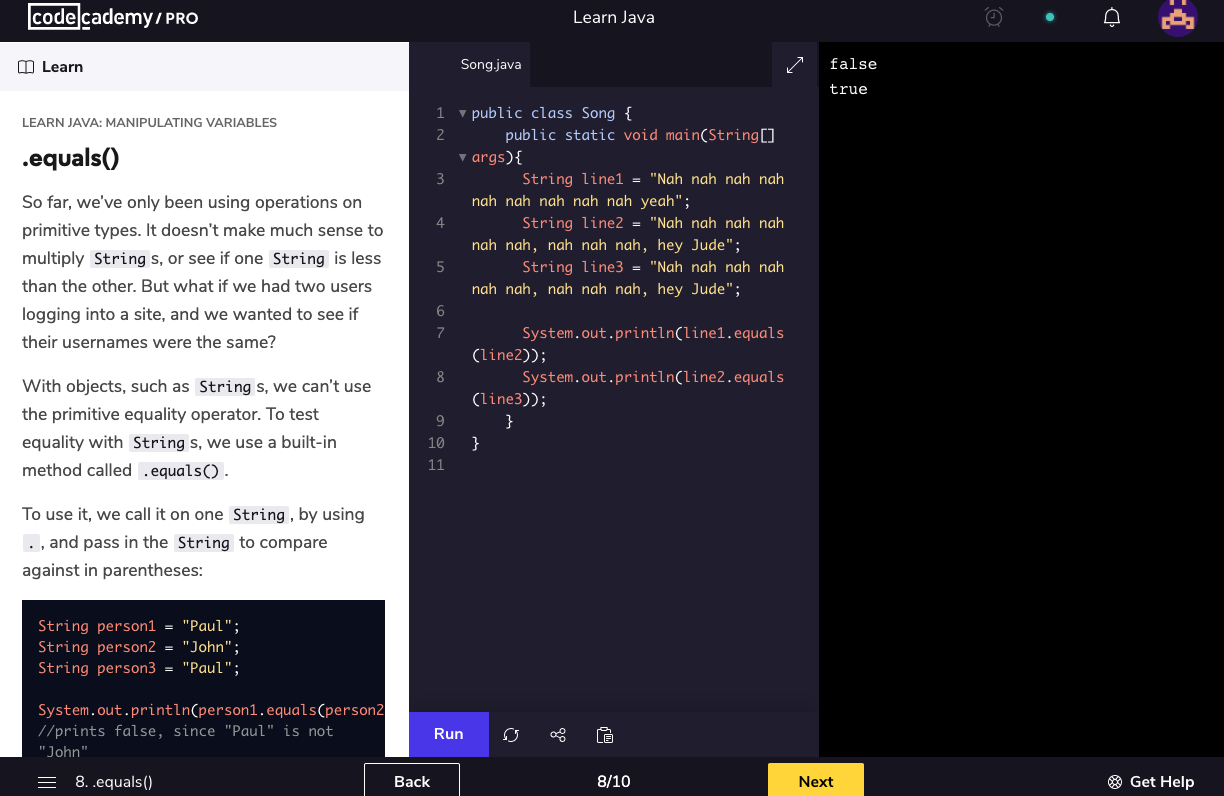 codecademy / PRO
Learn Java
Learn
LEARN JAVA: MANIPULATING VARIABLES
.equals()
So far, we've only been using operations on
primitive types. It doesn't make much sense to
multiply Strings, or see if one String is less
than the other. But what if we had two users
logging into a site, and we wanted to see if
their usernames were the same?
With objects, such as Strings, we can't use
the primitive equality operator. To test
equality with Strings, we use a built-in
method called .equals().
To use it, we call it on one String, by using
., and pass in the String to compare
against in parentheses:
String person1 = "Paul";
String person2 = "John";
String person3 = "Paul";
System.out.println(person1.equals(person2
//prints false, since "Paul" is not
"John"
Song.java
1 public class Song {
2 public static void main(String[]
args){
3 String line1 = "Nah nah nah nah
nah nah nah nah nah yeah";
4 String line2 = "Nah nah nah nah
nah nah, nah nah nah, hey Jude";
5 String line3 = "Nah nah nah nah
nah nah, nah nah nah, hey Jude";
6
7 System.out.println(line1.equals
(line2));
8 System.out.println(line2.equals
(line3));
9 }
10 }
11
Run
false
true
8. .equals()
Back
8/10
Next
Get Help